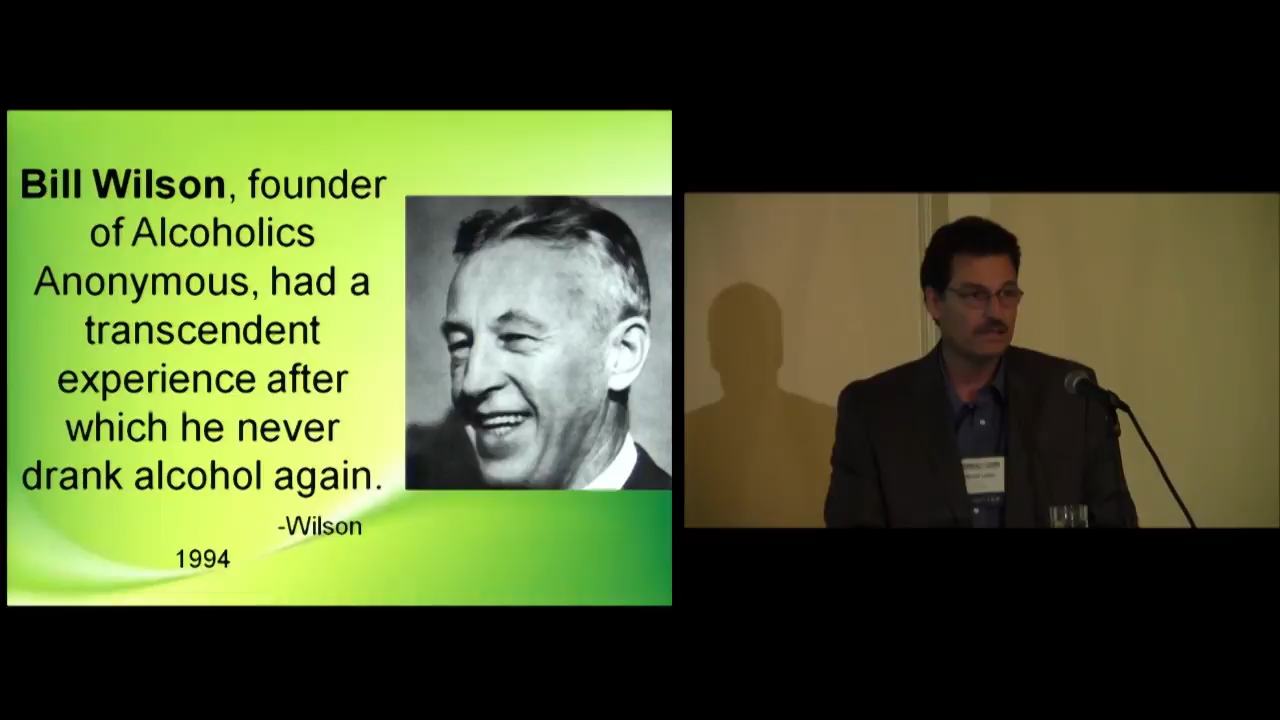 Bill Wilson, founder
of Alcoholics
Anonymous, had a
transcendent
experience after
which he never
drank alcohol again.
-Wilson
1994